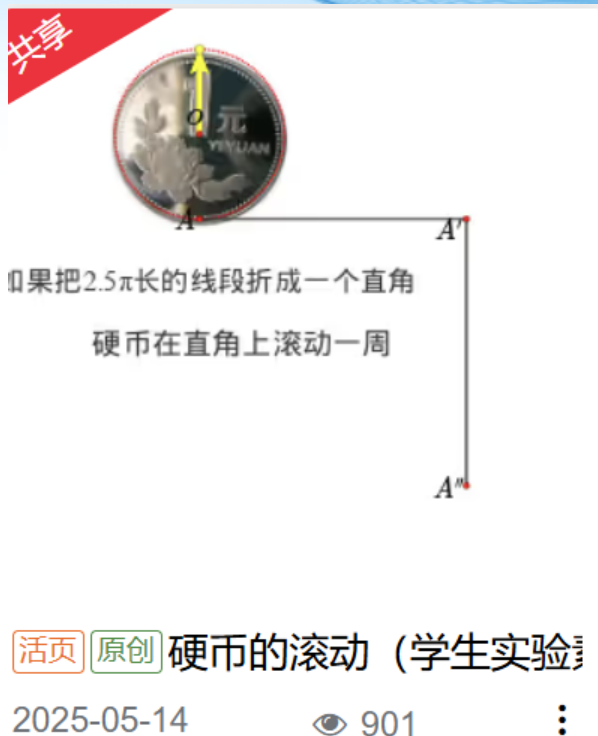 共享
O
元
YIYUAN
A
A′
如果把2.5π长的线段折成一个直角
硬币在直角上滚动一周
A″
活页 原创 硬币的滚动（学生实验
2025-05-14 901